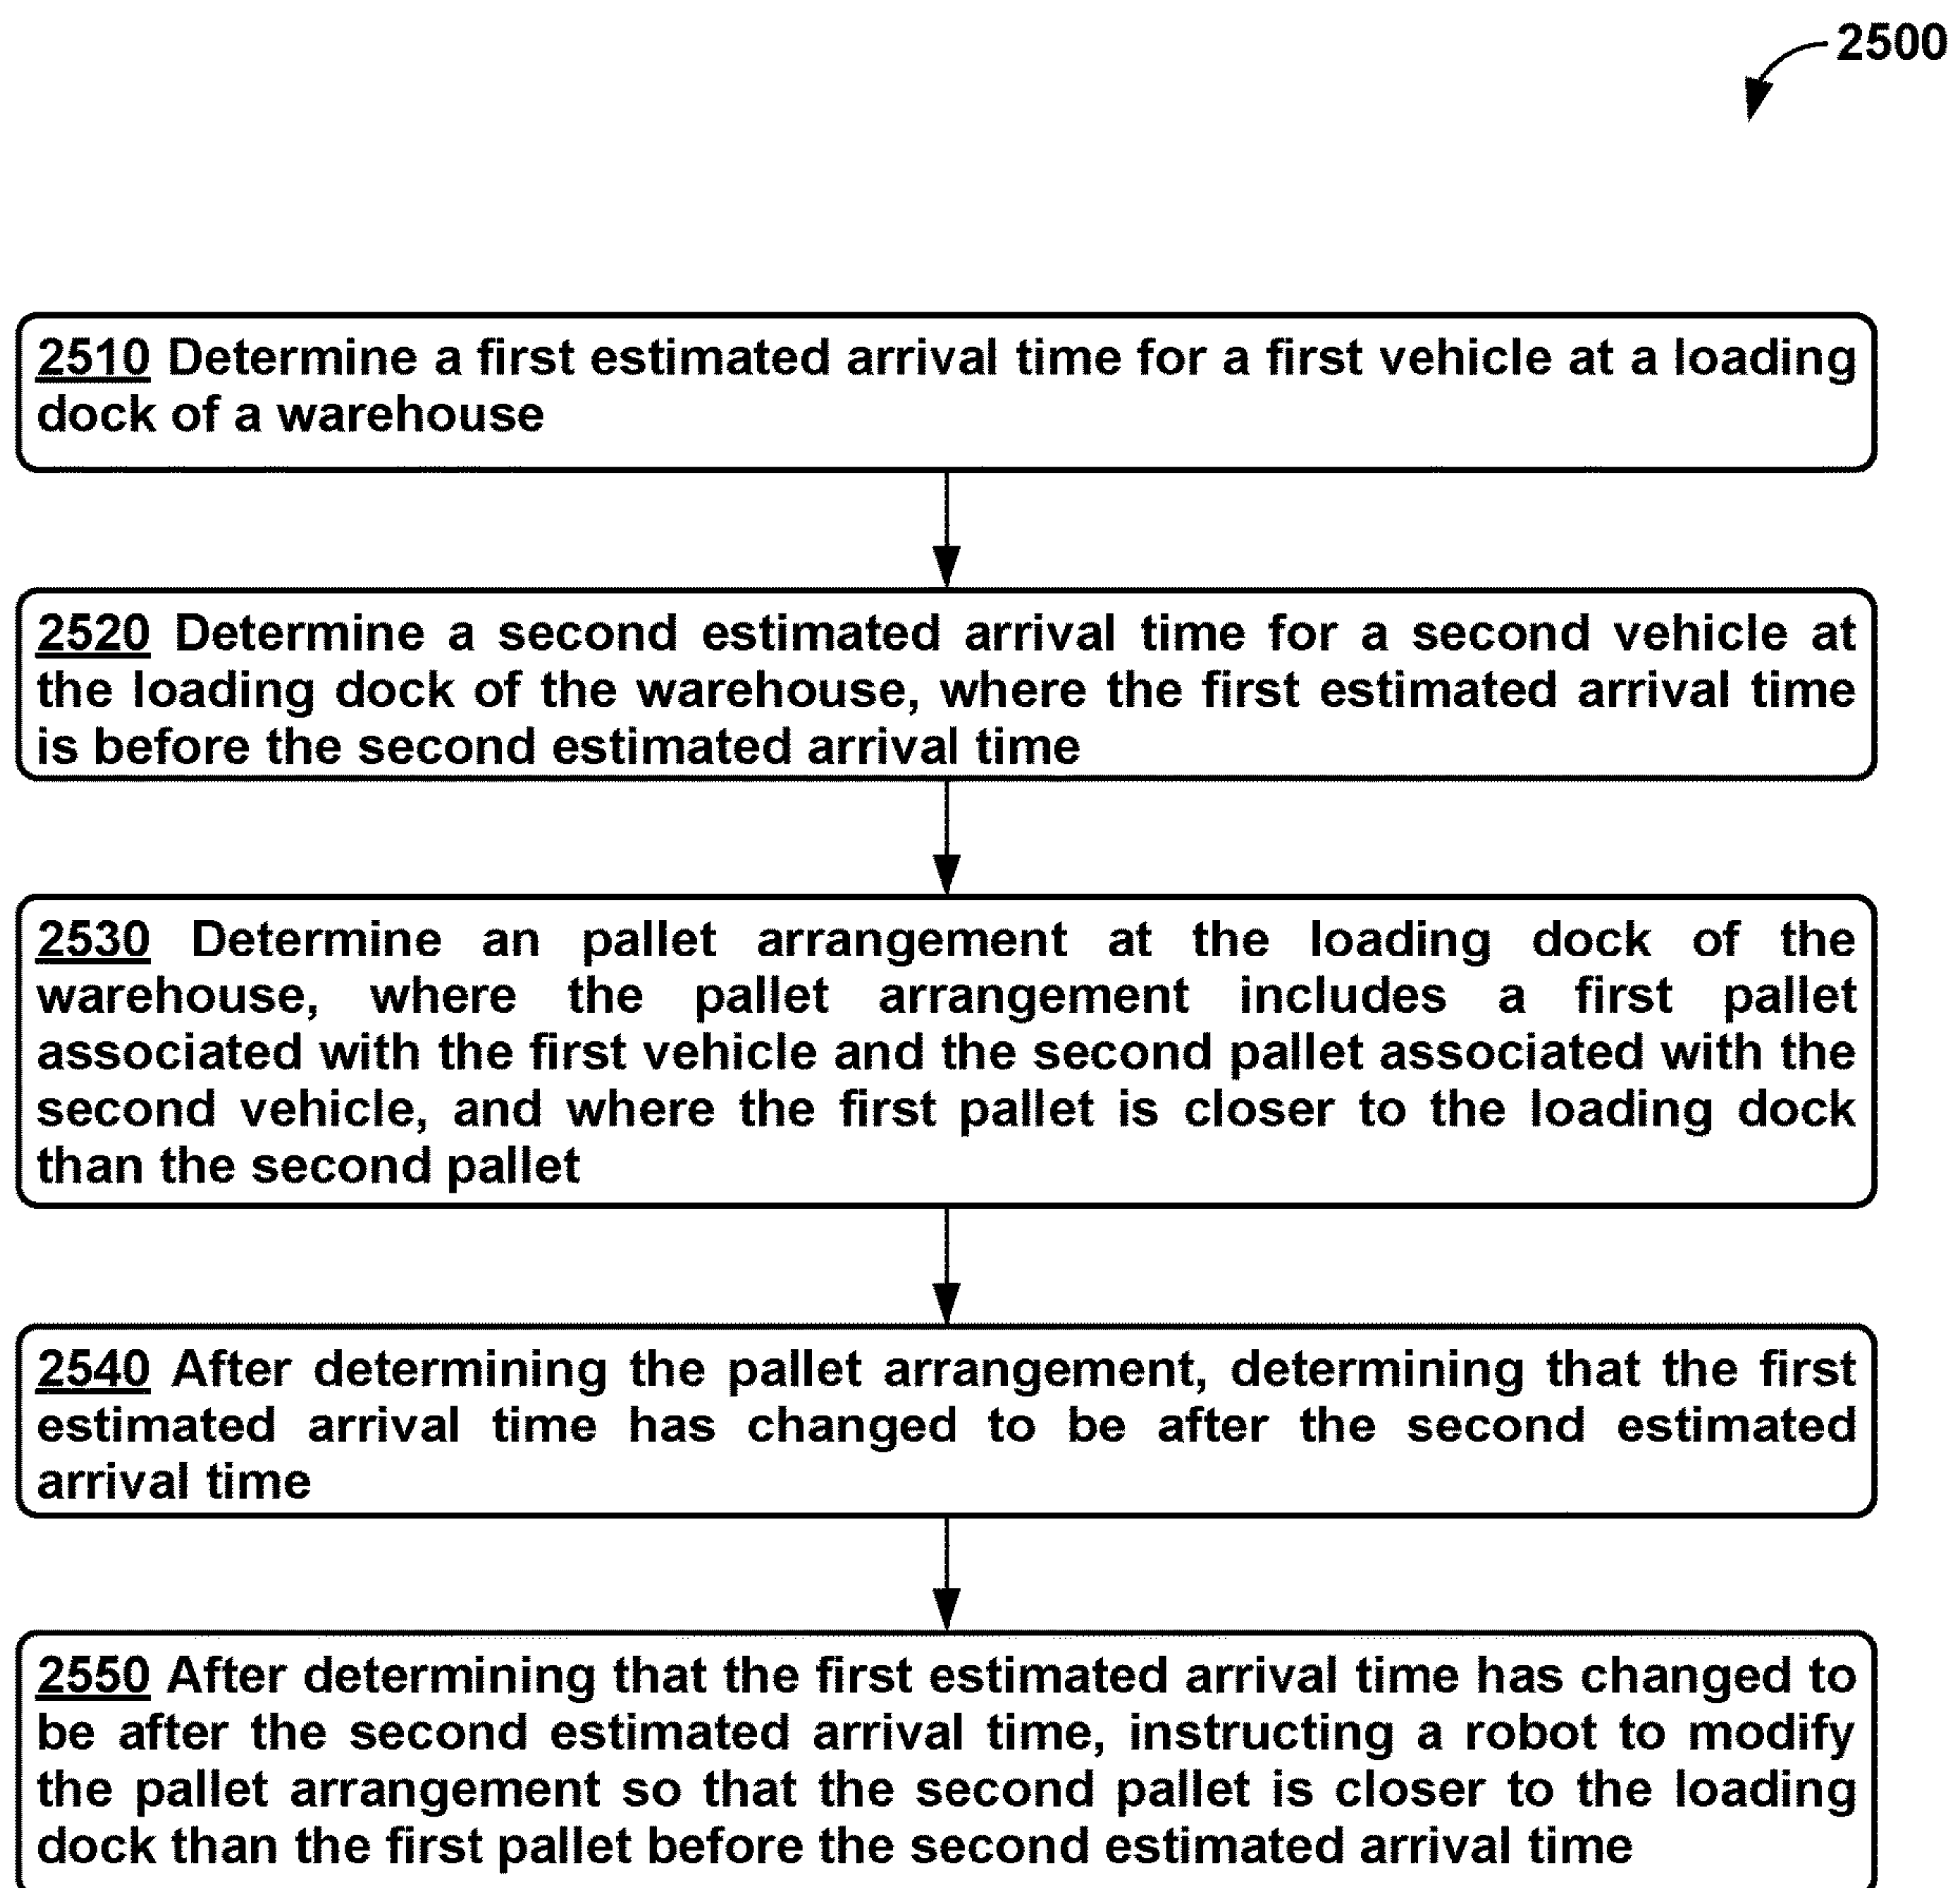 2500
2510 Determine a first estimated arrival time for a first vehicle at a loading
dock of a warehouse
2520 Determine a second estimated arrival time for a second vehicle at
the loading dock of the warehouse, where the first estimated arrival time
is before the second estimated arrival time
2530 Determine an pallet arrangement at the loading dock of the
warehouse, where the pallet arrangement includes a first pallet
associated with the first vehicle and the second pallet associated with the
second vehicle, and where the first pallet is closer to the loading dock
than the second pallet
2540 After determining the pallet arrangement, determining that the first
estimated arrival time has changed to be after the second estimated
arrival time
2550 After determining that the first estimated arrival time has changed to
be after the second estimated arrival time, instructing a robot to modify
the pallet arrangement so that the second pallet is closer to the loading
dock than the first pallet before the second estimated arrival time